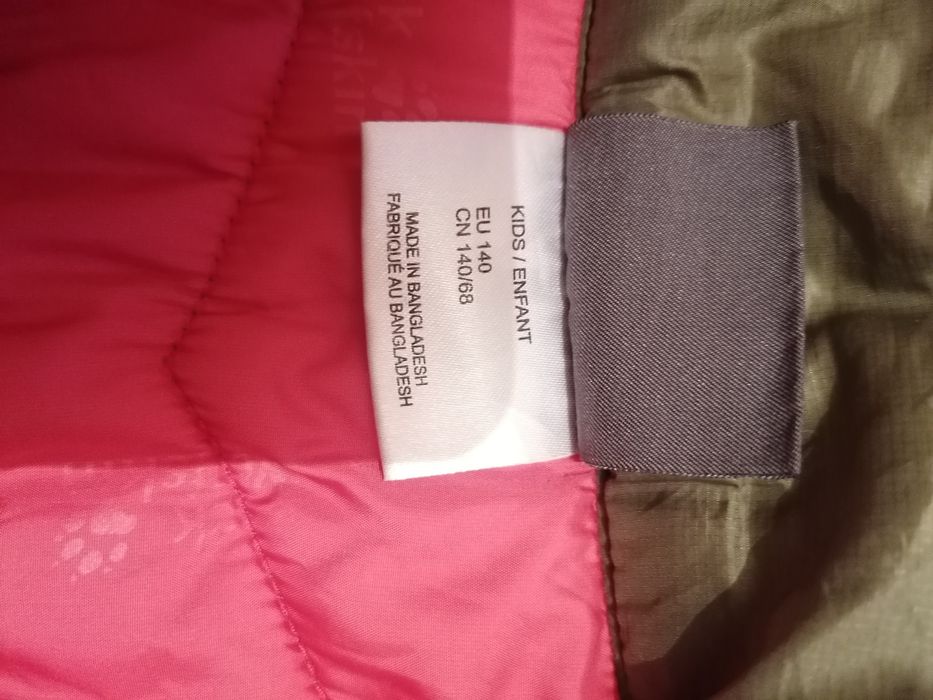 KIDS / ENFANT
EU 140
CN 140/68
MADE IN BANGLADESH
FABRIQUÉ AU BANGLADESH